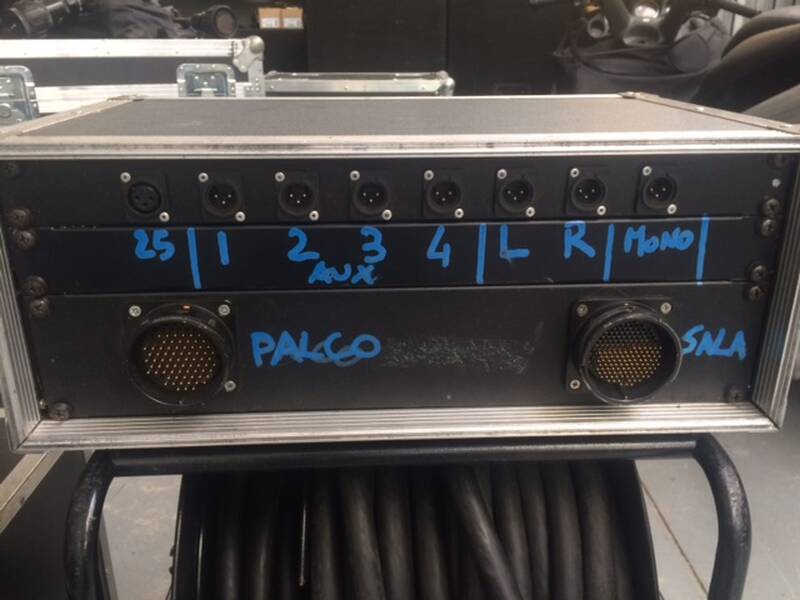 25 | 1 2 3 4 | L R | MONO |
AUX
PALCO SALA